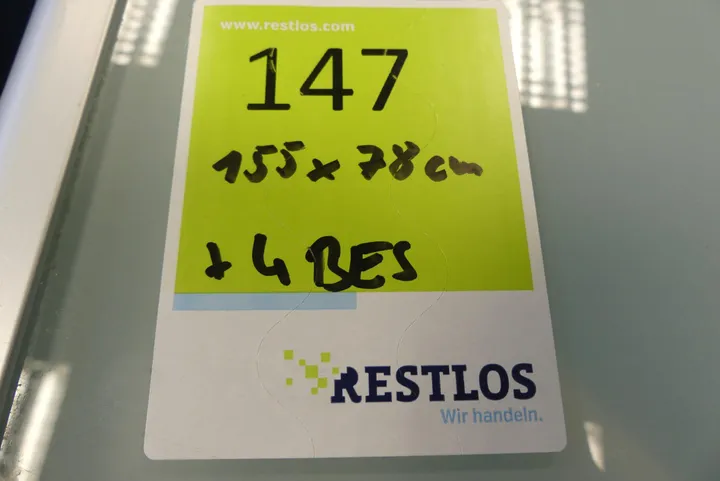 www.restlos.com
147
155 x 78 cm
+ 4 BES
RESTLOS
Wir handeln.